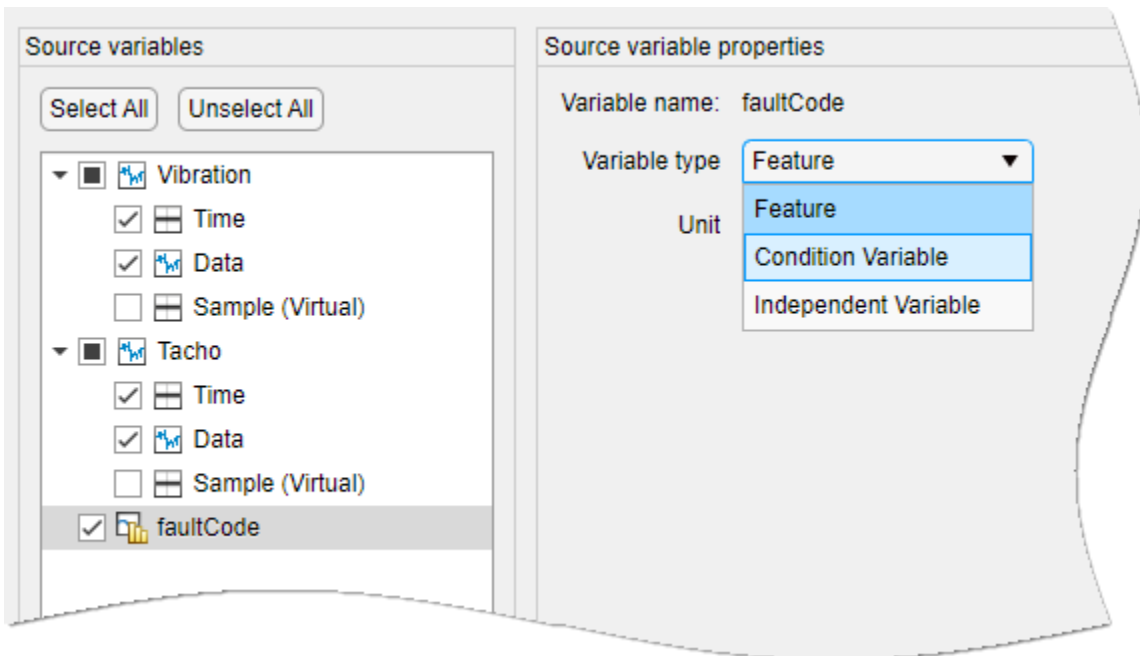 Source variables
Select All Unselect All
Vibration
Time
Data
Sample (Virtual)
Tacho
Time
Data
Sample (Virtual)
faultCode
Source variable properties
Variable name: faultCode
Variable type Feature
Feature
Unit
Condition Variable
Independent Variable